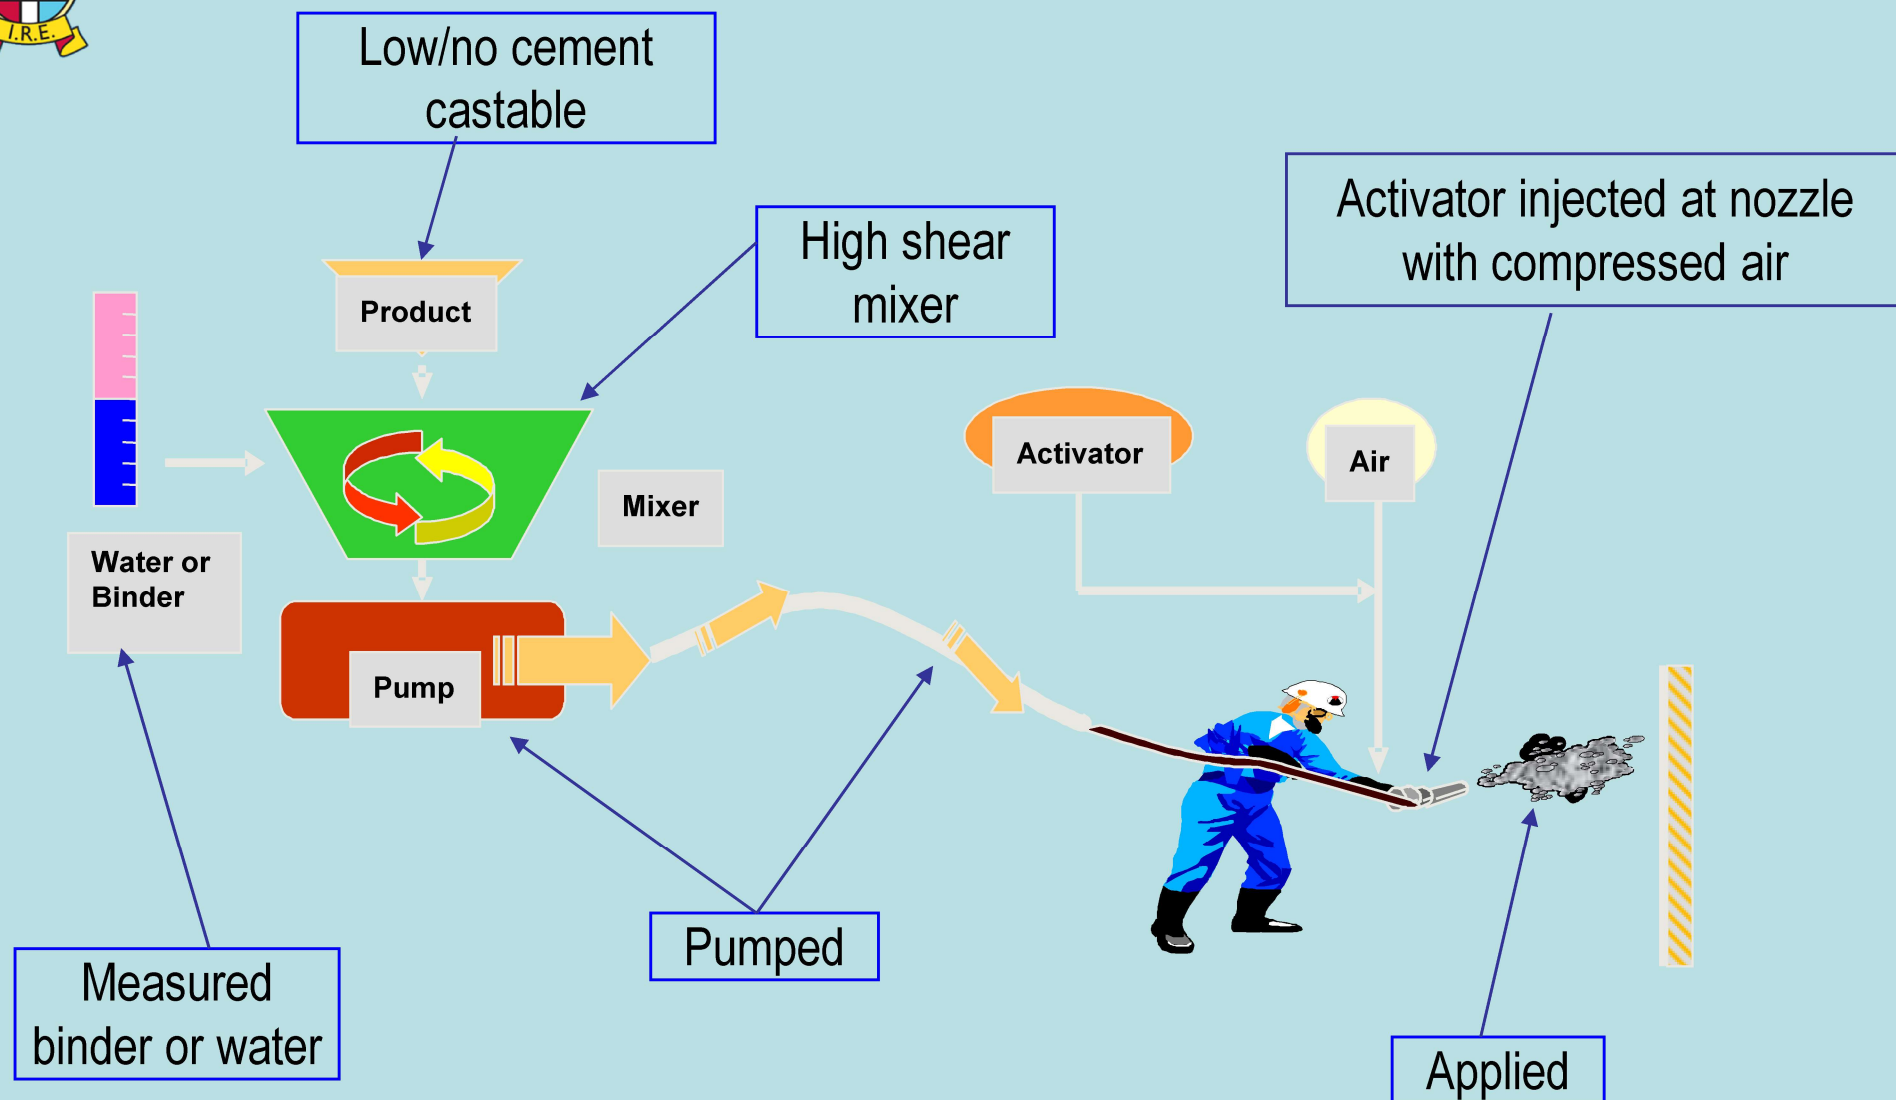 I.R.E.
Low/no cement
castable
Activator injected at nozzle
with compressed air
High shear
mixer
Product
Activator
Air
Mixer
Water or
Binder
Pump
Pumped
Measured
binder or water
Applied